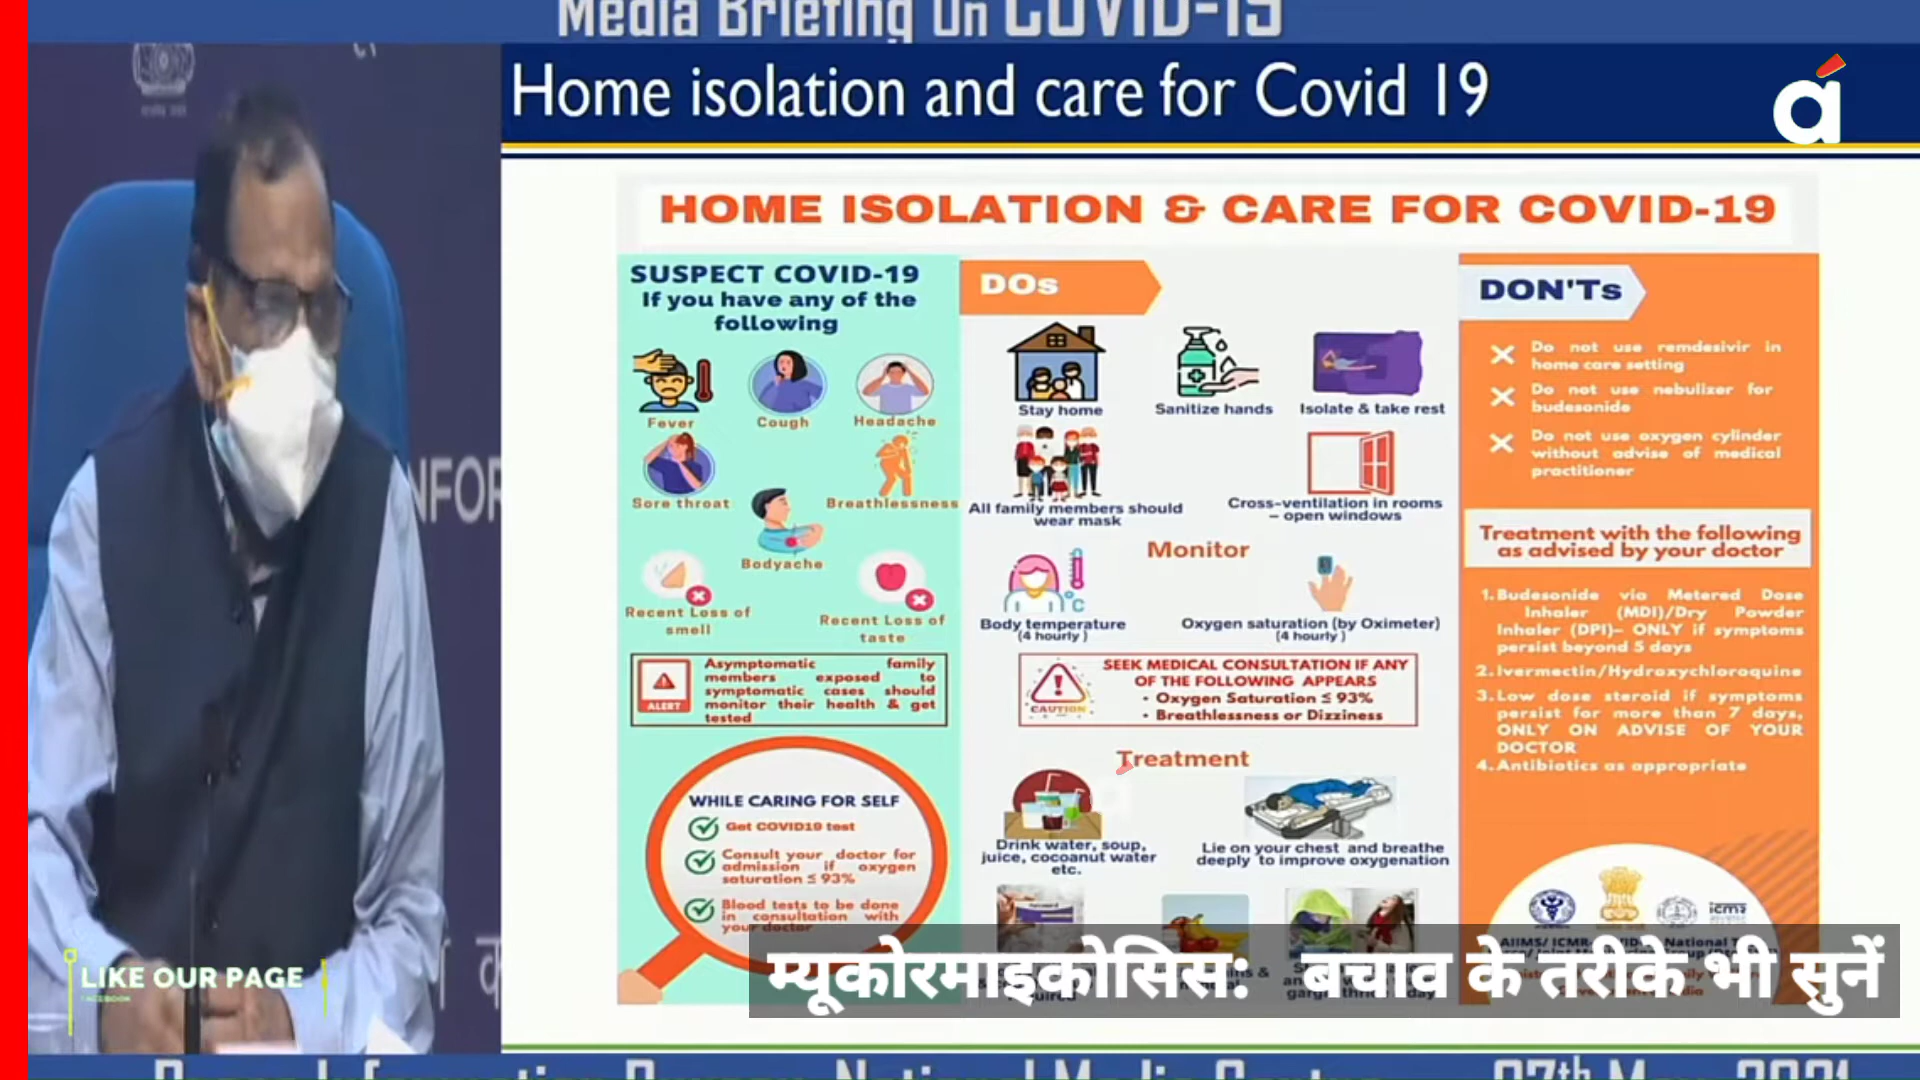 Media Briefing On COVID-19
Home isolation and care for Covid 19
á
HOME ISOLATION & CARE FOR COVID-19
SUSPECT COVID-19
If you have any of the
following
Fever
Cough
Headache
Sore throat
Breathlessness
Bodyache
Recent Loss of
smell
Recent Loss of
taste
ALERT
Asymptomatic family
members exposed to
symptomatic cases should
monitor their health & get
tested
WHILE CARING FOR SELF
Get COVID19 test
Consult your doctor for
admission if oxygen
saturation ≤ 93%
Blood tests to be done
in consultation with
your doctor
DOs
Stay home
Sanitize hands
Isolate & take rest
All family members should
wear mask
Cross-ventilation in rooms
– open windows
Monitor
Body temperature
(4 hourly)
Oxygen saturation (by Oximeter)
(4 hourly)
CAUTION
SEEK MEDICAL CONSULTATION IF ANY
OF THE FOLLOWING APPEARS
• Oxygen Saturation ≤ 93%
• Breathlessness or Dizziness
Treatment
Drink water, soup,
juice, cocoanut water
etc.
Lie on your chest and breathe
deeply to improve oxygenation
DON'Ts
Do not use remdesivir in
home care setting
Do not use nebulizer for
budesonide
Do not use oxygen cylinder
without advise of medical
practitioner
Treatment with the following
as advised by your doctor
1. Budesonide via Metered Dose
Inhaler (MDI)/Dry Powder
Inhaler (DPI)– ONLY if symptoms
persist beyond 5 days
2. Ivermectin/Hydroxychloroquine
3. Low dose steroid if symptoms
persist for more than 7 days,
ONLY ON ADVISE OF YOUR
DOCTOR
4. Antibiotics as appropriate
icmr
AIIMS/ ICMR- National
म्यूकोरमाइकोसिस: बचाव के तरीके भी सुनें
LIKE OUR PAGE
FACEBOOK
07th May, 2021